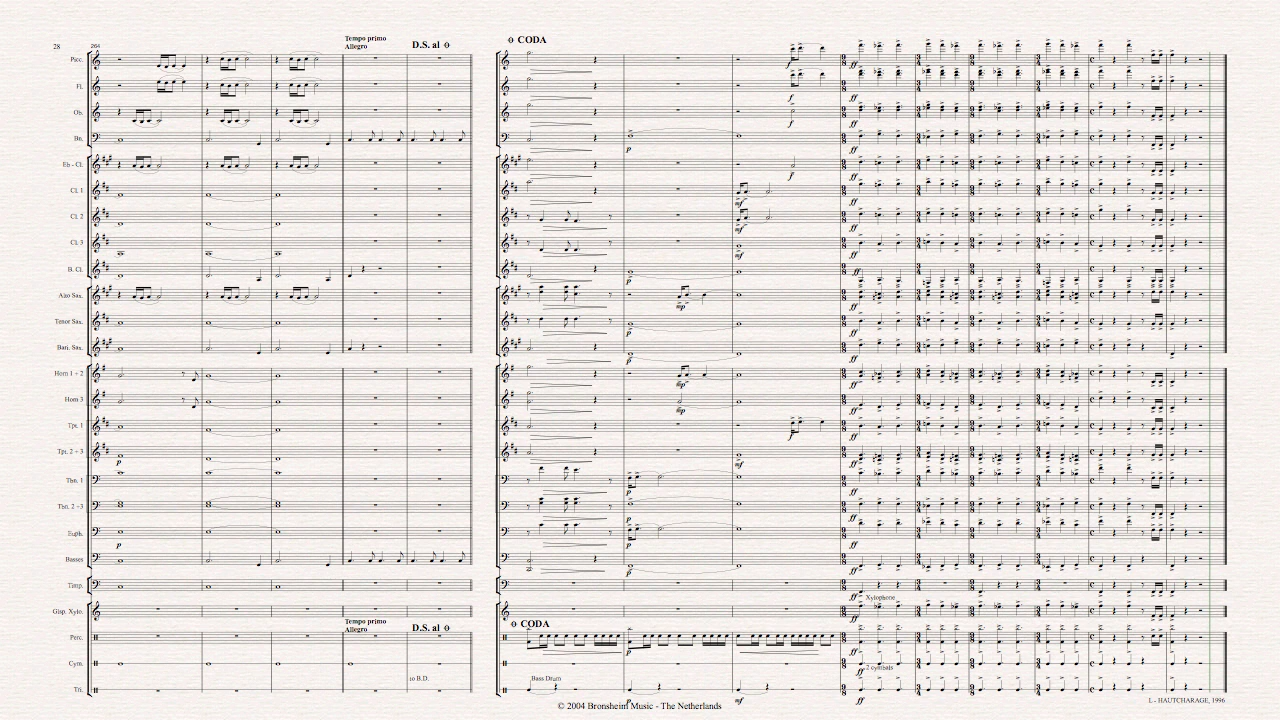 28
264
Tempo primo
Allegro
D.S. al
CODA
Picc.
Fl.
Ob.
Bn.
Eb - Cl.
Cl. 1
Cl. 2
Cl. 3
B. Cl.
Alto Sax.
Tenor Sax.
Bari. Sax.
Horn 1 + 2
Horn 3
Tpt. 1
Tpt. 2 + 3
Tbn. 1
Tbn. 2 + 3
Euph.
Basses
Timp.
Glsp. Xylo.
Xylophone
Tempo primo
Allegro
D.S. al
CODA
Perc.
Cym.
2 cymbals
to B.D.
Bass Drum
Tri.
L - HAUTCHARAGE, 1996
© 2004 Bronsheim Music - The Netherlands